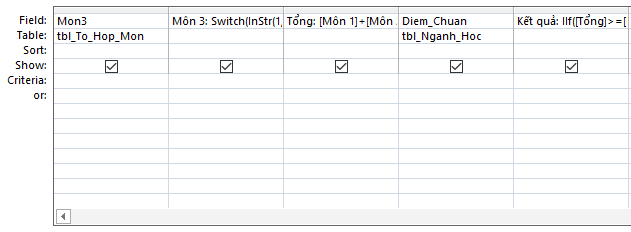 Field: Mon3 Môn 3: Switch(InStr(1, Tổng: [Môn 1]+[Môn Diem_Chuan Kết quả: IIf([Tổng]>=[
Table: tbl_To_Hop_Mon tbl_Nganh_Hoc
Sort:
Show:
Criteria:
or: